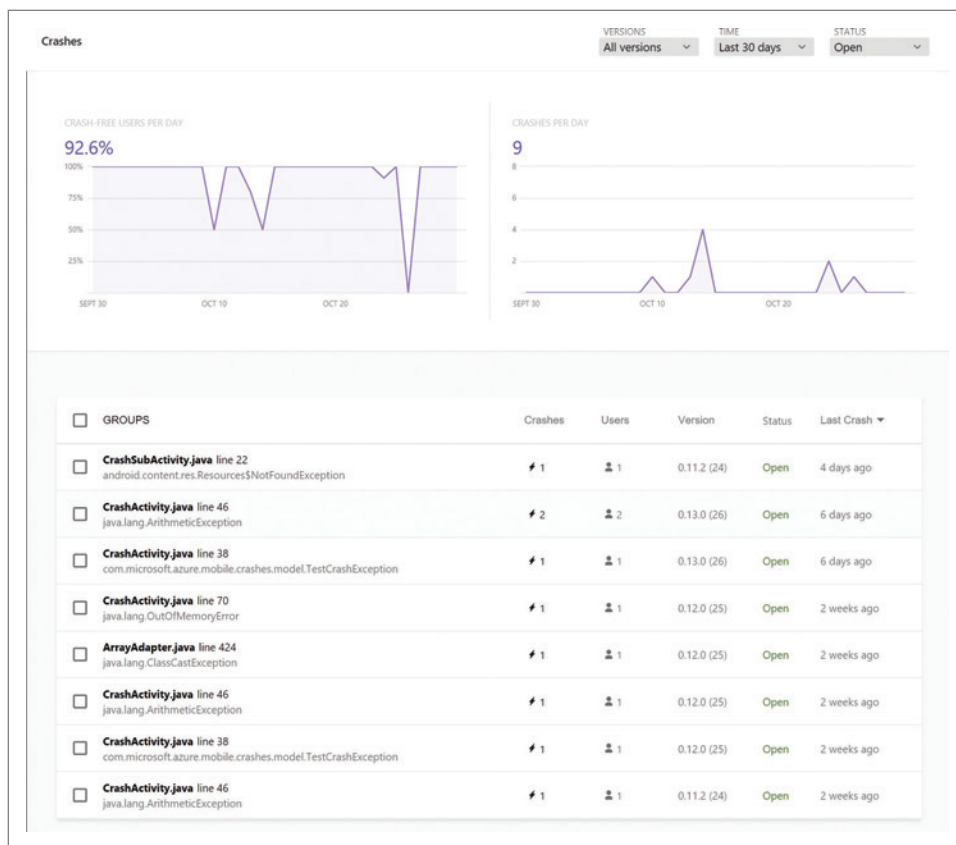 Crashes
VERSIONS TIME STATUS
All versions Last 30 days Open
CRASH-FREE USERS PER DAY
92.6%
100%
75%
50%
25%
SEPT 30 OCT 10 OCT 20
CRASHES PER DAY
9
8
6
4
2
SEPT 30 OCT 10 OCT 20
GROUPS Crashes Users Version Status Last Crash
CrashSubActivity.java line 22
android.content.res.Resources$NotFoundException
1 1 0.11.2 (24) Open 4 days ago
CrashActivity.java line 46
java.lang.ArithmeticException
2 2 0.13.0 (26) Open 6 days ago
CrashActivity.java line 38
com.microsoft.azure.mobile.crashes.model.TestCrashException
1 1 0.13.0 (26) Open 6 days ago
CrashActivity.java line 70
java.lang.OutOfMemoryError
1 1 0.12.0 (25) Open 2 weeks ago
ArrayAdapter.java line 424
java.lang.ClassCastException
1 1 0.12.0 (25) Open 2 weeks ago
CrashActivity.java line 46
java.lang.ArithmeticException
1 1 0.12.0 (25) Open 2 weeks ago
CrashActivity.java line 38
com.microsoft.azure.mobile.crashes.model.TestCrashException
1 1 0.12.0 (25) Open 2 weeks ago
CrashActivity.java line 46
java.lang.ArithmeticException
1 1 0.11.2 (24) Open 2 weeks ago